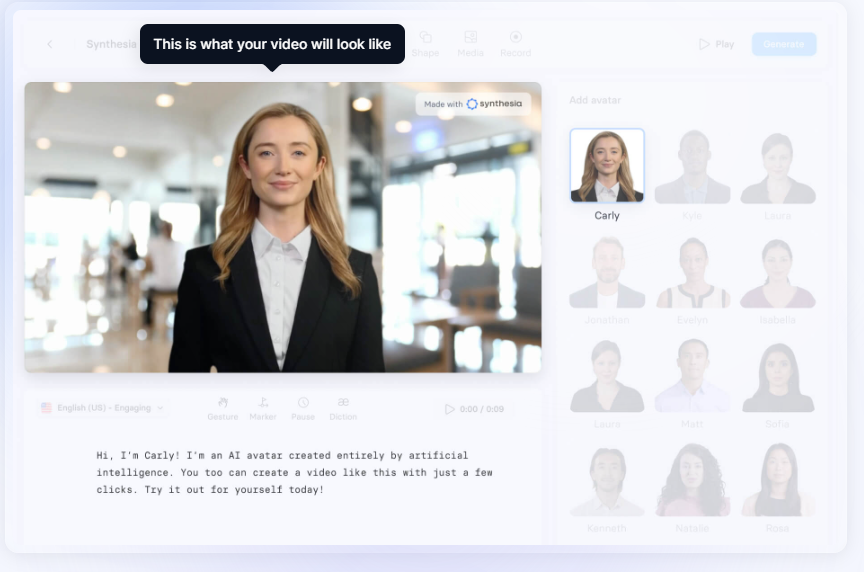 This is what your video will look like
Synthesia
Shape
Media
Record
Play
Generate
Made with synthesia
Add avatar
Carly
Kyle
Laura
Jonathan
Evelyn
Isabella
Laura
Matt
Sofia
Kenneth
Natalie
Rosa
English (US) - Engaging
Gesture
Marker
Pause
Diction
0:00 / 0:09
Hi, I'm Carly! I'm an AI avatar created entirely by artificial
intelligence. You too can create a video like this with just a few
clicks. Try it out for yourself today!